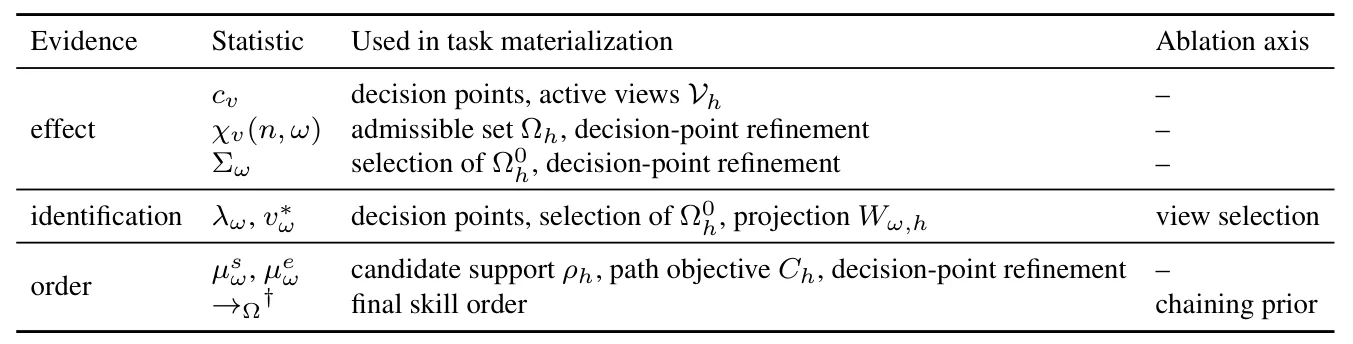 Evidence Statistic Used in task materialization Ablation axis
c_v decision points, active views 𝒱_h –
effect χ_v(n, ω) admissible set Ω_h, decision-point refinement –
Σ_ω selection of Ω_h^0, decision-point refinement –
identification λ_ω, v_ω^* decision points, selection of Ω_h^0, projection W_{ω,h} view selection
μ_ω^s, μ_ω^e candidate support ρ_h, path objective C_h, decision-point refinement –
order →_Ω^† final skill order chaining prior